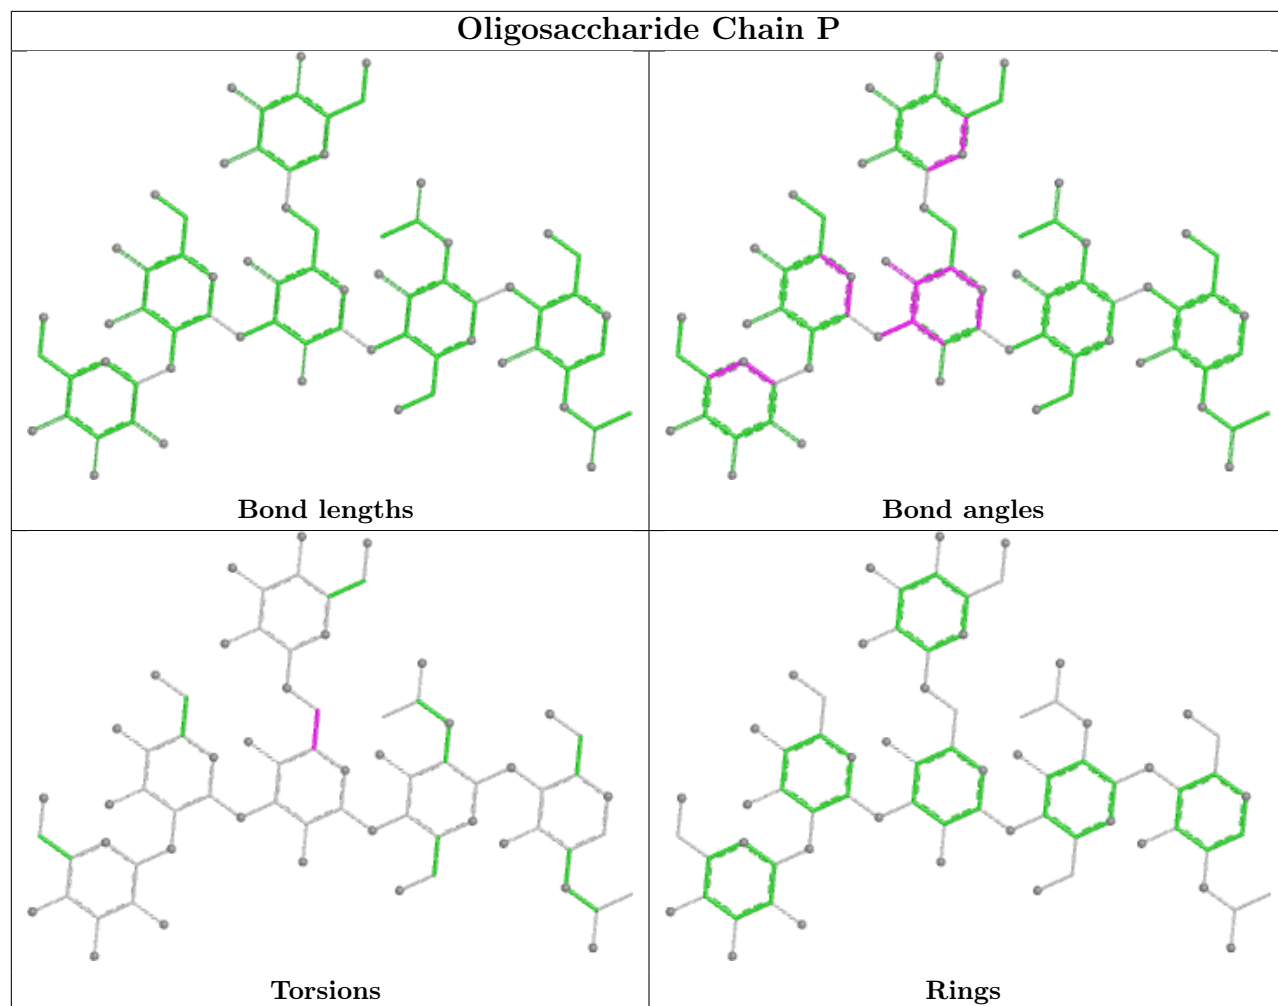 Oligosaccharide Chain P
Bond lengths
Bond angles
Torsions
Rings